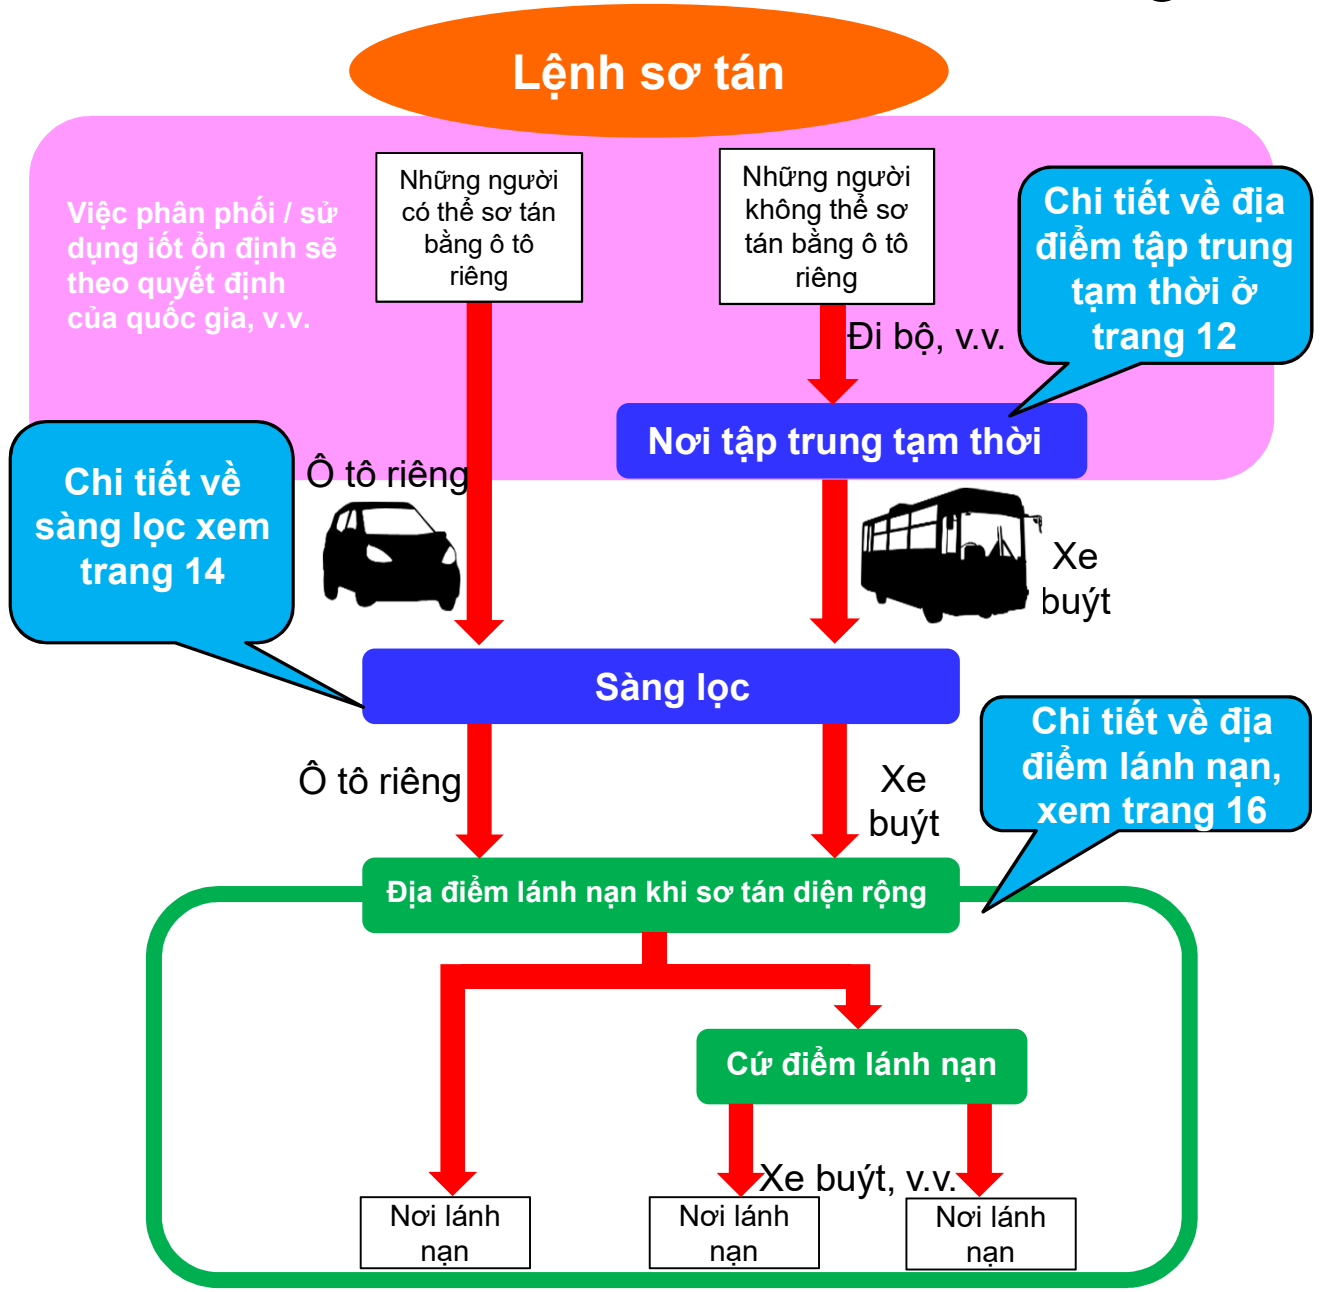 Lệnh sơ tán
Những người
có thể sơ tán
bằng ô tô
riêng
Những người
không thể sơ
tán bằng ô tô
riêng
Việc phân phối / sử
dụng iốt ổn định sẽ
theo quyết định
của quốc gia, v.v.
Chi tiết về địa
điểm tập trung
tạm thời ở
trang 12
Đi bộ, v.v.
Nơi tập trung tạm thời
Chi tiết về
sàng lọc xem
trang 14
Ô tô riêng
Xe
buýt
Sàng lọc
Chi tiết về địa
điểm lánh nạn,
xem trang 16
Ô tô riêng
Xe
buýt
Địa điểm lánh nạn khi sơ tán diện rộng
Cứ điểm lánh nạn
Xe buýt, v.v.
Nơi lánh
nạn
Nơi lánh
nạn
Nơi lánh
nạn